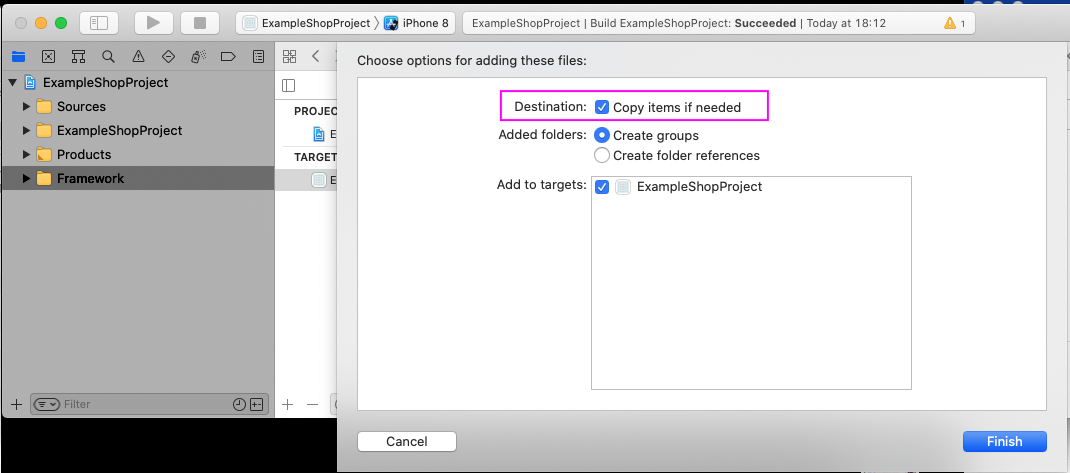 ExampleShopProject iPhone 8
ExampleShopProject | Build ExampleShopProject: Succeeded | Today at 18:12
1
ExampleShopProject
Sources
ExampleShopProject
Products
Framework
Filter
PROJEC
E
TARGET
E
Choose options for adding these files:
Destination: Copy items if needed
Added folders: Create groups
Create folder references
Add to targets: ExampleShopProject
Cancel
Finish